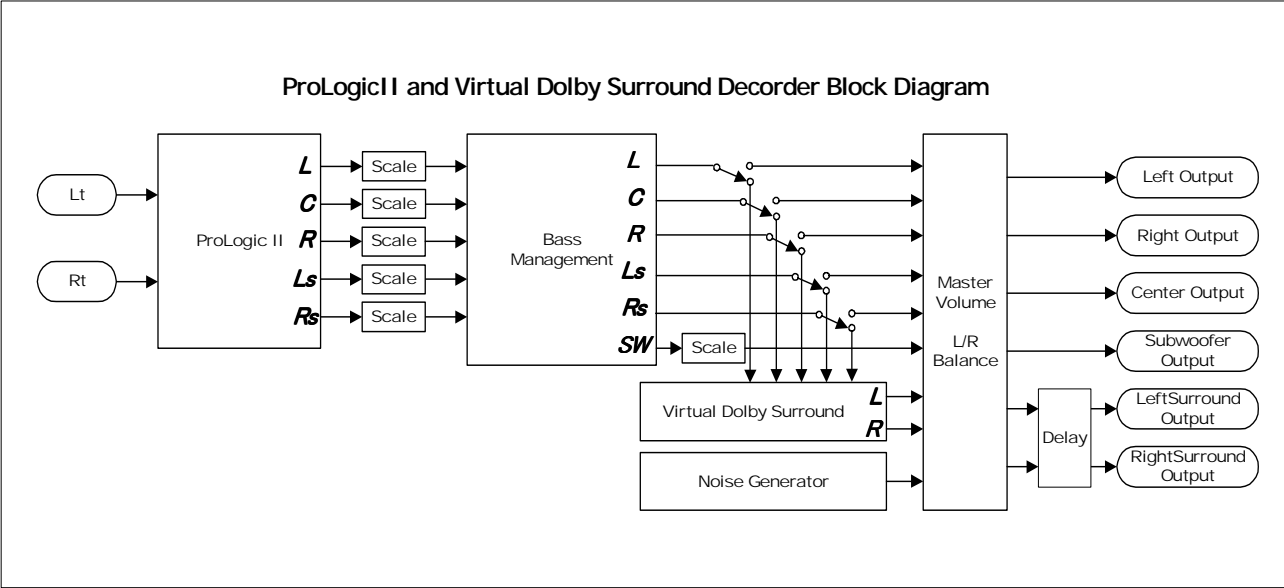 ProLogicII and Virtual Dolby Surround Decorder Block Diagram
Lt
Rt
ProLogic II
L
C
R
Ls
Rs
Scale
Scale
Scale
Scale
Scale
Bass
Management
L
C
R
Ls
Rs
SW
Scale
Virtual Dolby Surround
L
R
Noise Generator
Master
Volume
L/R
Balance
Delay
Left Output
Right Output
Center Output
Subwoofer
Output
LeftSurround
Output
RightSurround
Output